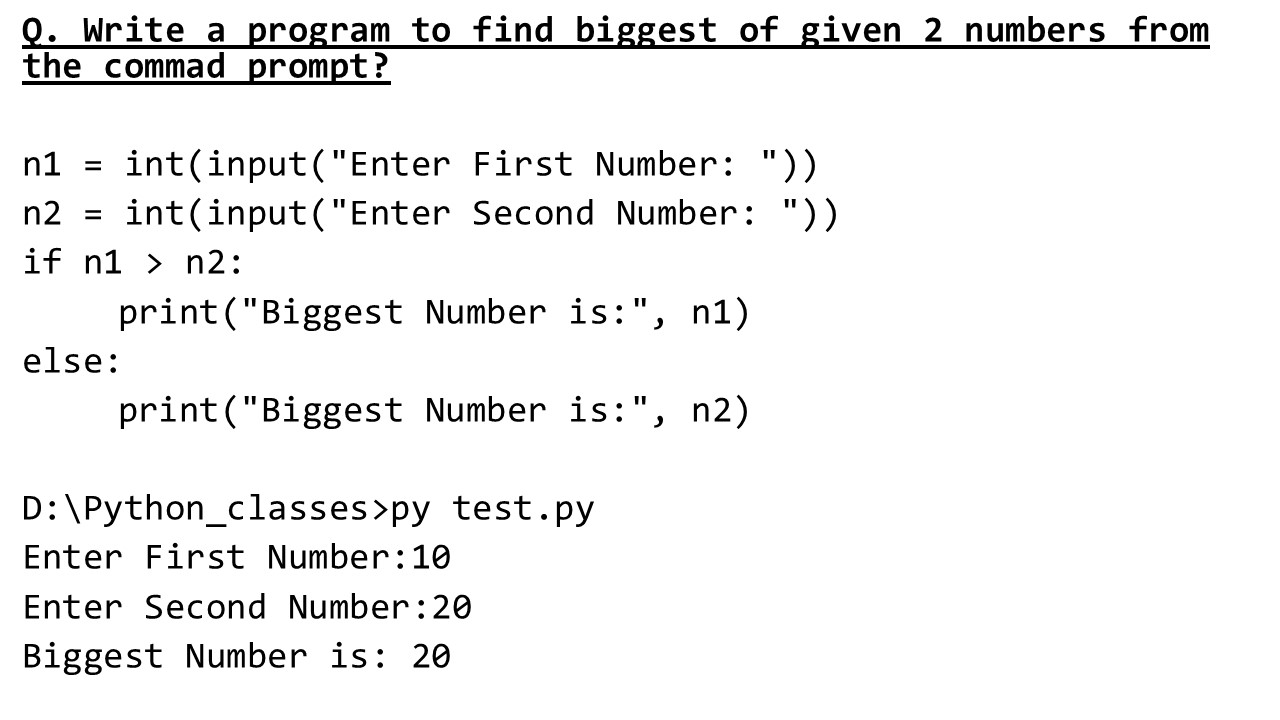 Q. Write a program to find biggest of given 2 numbers from
the commad prompt?
n1 = int(input("Enter First Number: "))
n2 = int(input("Enter Second Number: "))
if n1 > n2:
     print("Biggest Number is:", n1)
else:
     print("Biggest Number is:", n2)
D:\Python_classes>py test.py
Enter First Number:10
Enter Second Number:20
Biggest Number is: 20